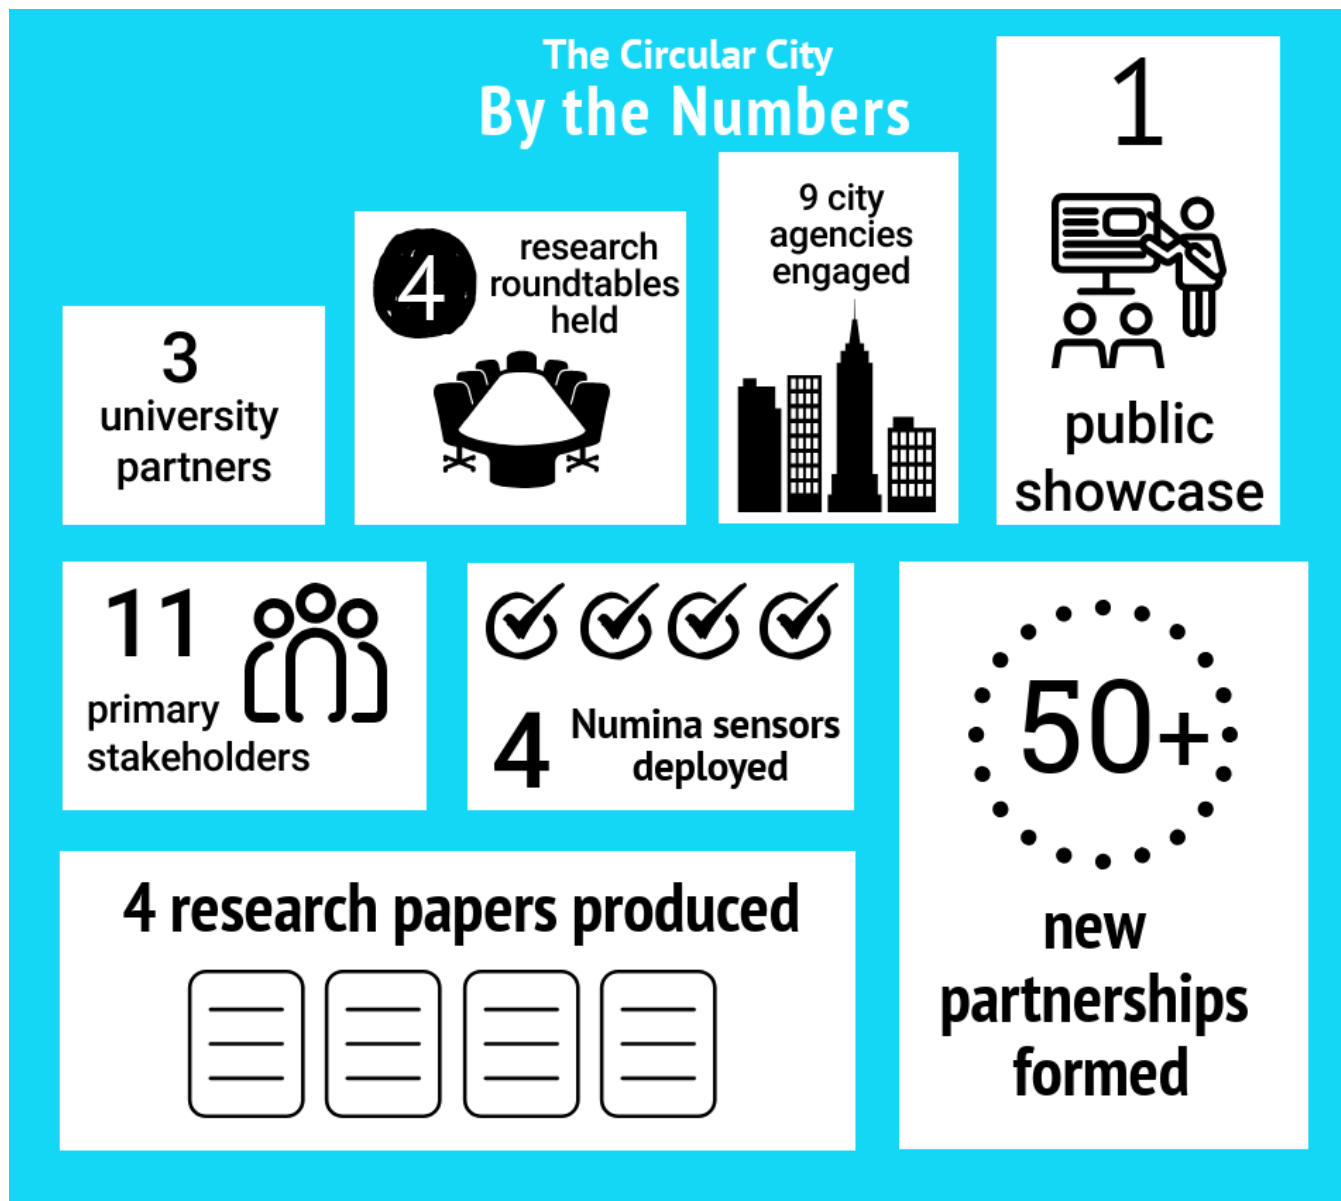 The Circular City
By the Numbers
3
university
partners
4
research
roundtables
held
9 city
agencies
engaged
1
public
showcase
11
primary
stakeholders
4
Numina sensors
deployed
50+
new
partnerships
formed
4 research papers produced